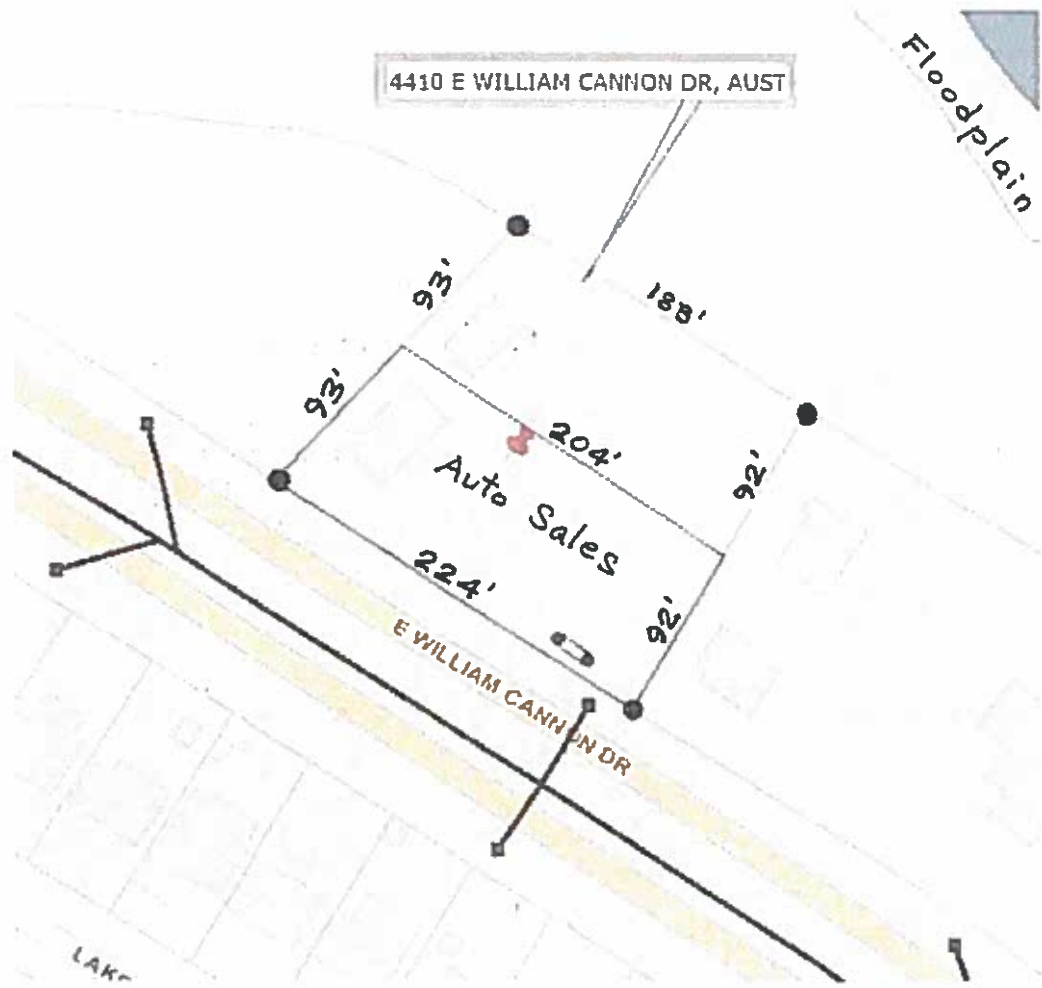 4410 E WILLIAM CANNON DR, AUST
Floodplain
93'
188'
93'
204'
92'
Auto Sales
224'
92'
E WILLIAM CANNON DR